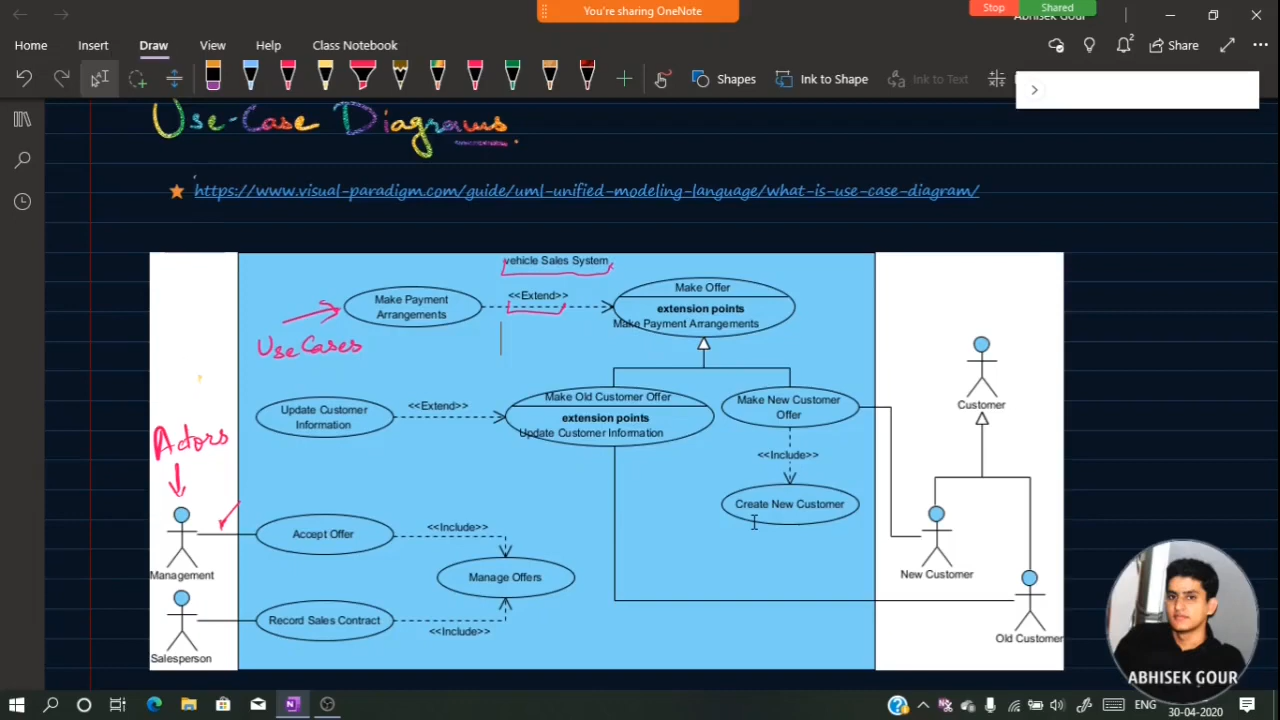 You're sharing OneNote
Stop
Shared
Abhisek Gour
Home
Insert
Draw
View
Help
Class Notebook
Share
Shapes
Ink to Shape
Ink to Text
Use-Case Diagrams
https://www.visual-paradigm.com/guide/uml-unified-modeling-language/what-is-use-case-diagram/
vehicle Sales System
Make Payment
Arrangements
<<Extend>>
Make Offer
extension points
Make Payment Arrangements
Use Cases
Customer
Update Customer
Information
<<Extend>>
Make Old Customer Offer
extension points
Update Customer Information
Make New Customer
Offer
<<Include>>
Create New Customer
Actors
Management
Accept Offer
<<Include>>
Manage Offers
New Customer
Salesperson
Record Sales Contract
<<Include>>
Old Customer
ABHISEK GOUR
ENG
30-04-2020